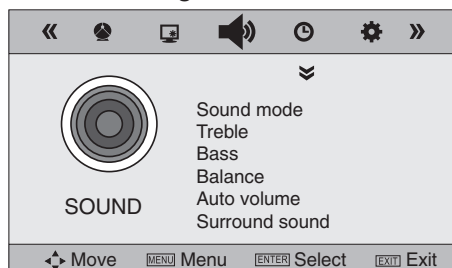 Sound mode
Treble
Bass
Balance
Auto volume
Surround sound
SOUND
Move MENU Menu ENTER Select EXIT Exit